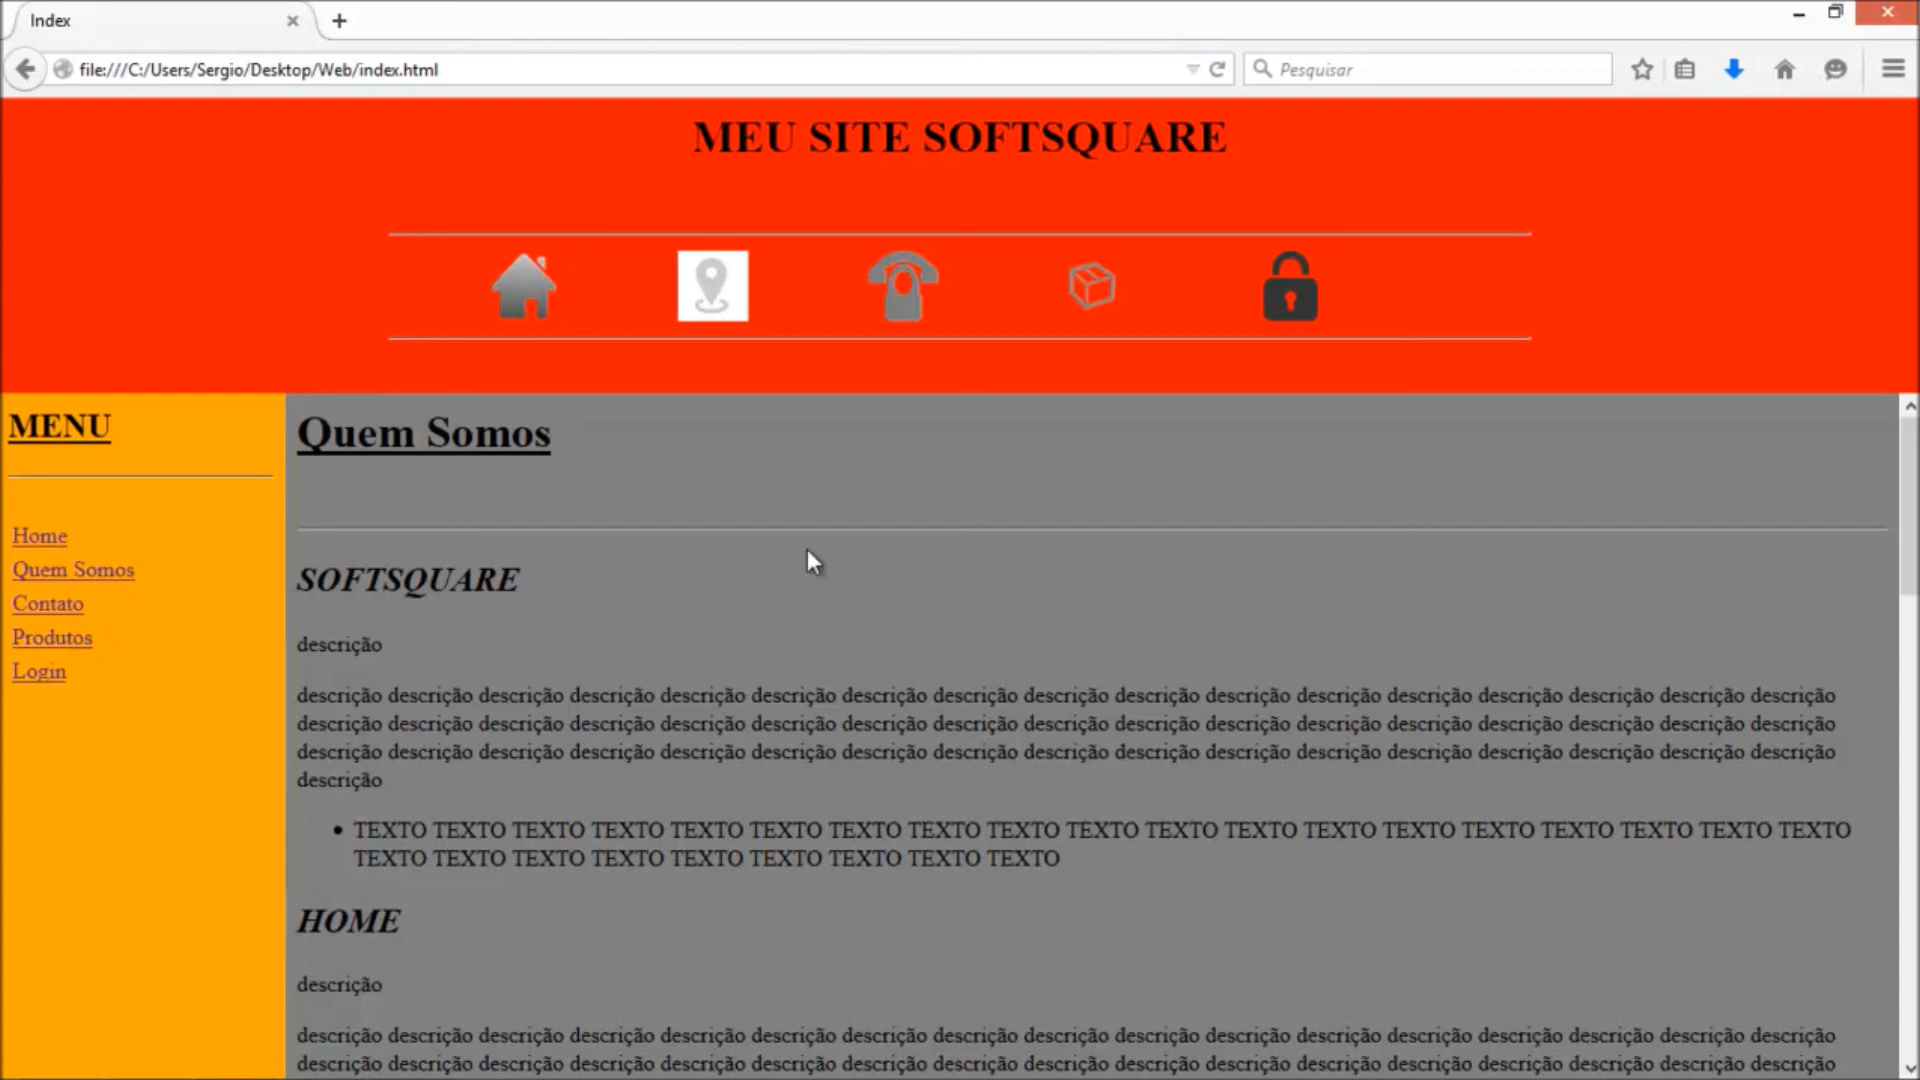 Index
file:///C:/Users/Sergio/Desktop/Web/index.html
Pesquisar
MEU SITE SOFTSQUARE
MENU
Home
Quem Somos
Contato
Produtos
Login
Quem Somos
SOFTSQUARE
descrição
descrição descrição descrição descrição descrição descrição descrição descrição descrição descrição descrição descrição descrição descrição descrição descrição descrição
descrição descrição descrição descrição descrição descrição descrição descrição descrição descrição descrição descrição descrição descrição descrição descrição descrição
descrição descrição descrição descrição descrição descrição descrição descrição descrição descrição descrição descrição descrição descrição descrição descrição descrição
descrição
• TEXTO TEXTO TEXTO TEXTO TEXTO TEXTO TEXTO TEXTO TEXTO TEXTO TEXTO TEXTO TEXTO TEXTO TEXTO TEXTO TEXTO TEXTO TEXTO
TEXTO TEXTO TEXTO TEXTO TEXTO TEXTO TEXTO TEXTO TEXTO
HOME
descrição
descrição descrição descrição descrição descrição descrição descrição descrição descrição descrição descrição descrição descrição descrição descrição descrição descrição
descrição descrição descrição descrição descrição descrição descrição descrição descrição descrição descrição descrição descrição descrição descrição descrição descrição